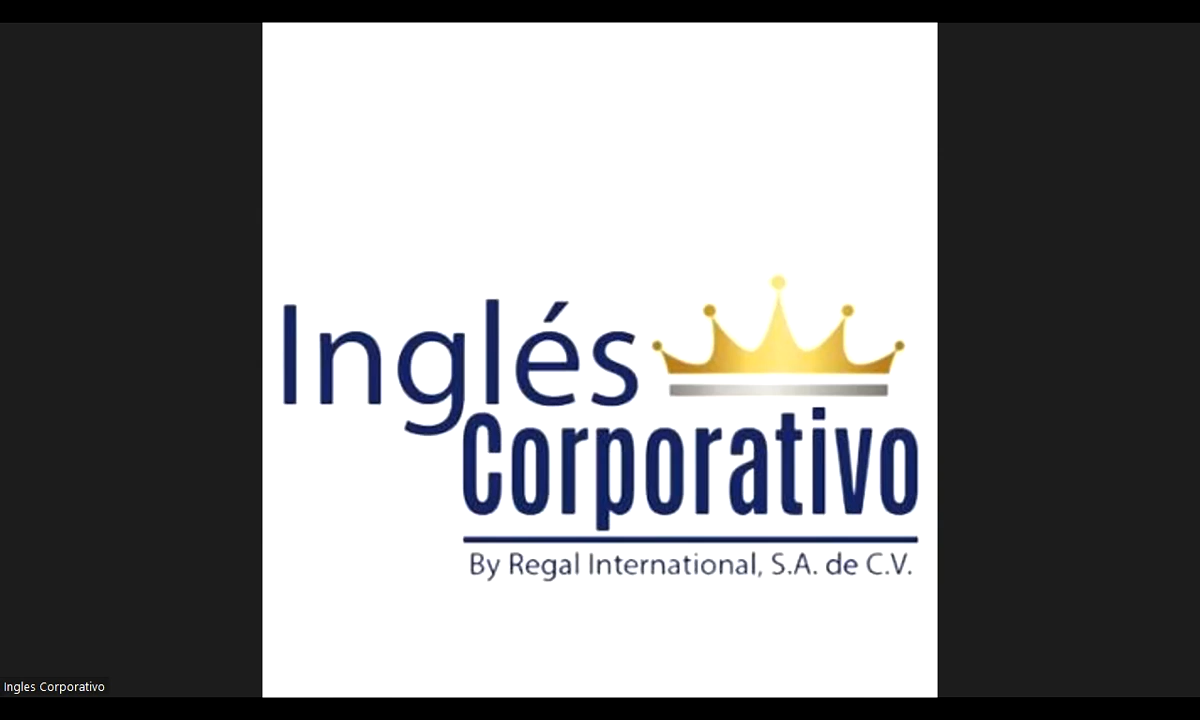 Inglés
Corporativo
By Regal International, S.A. de C.V.
Ingles Corporativo